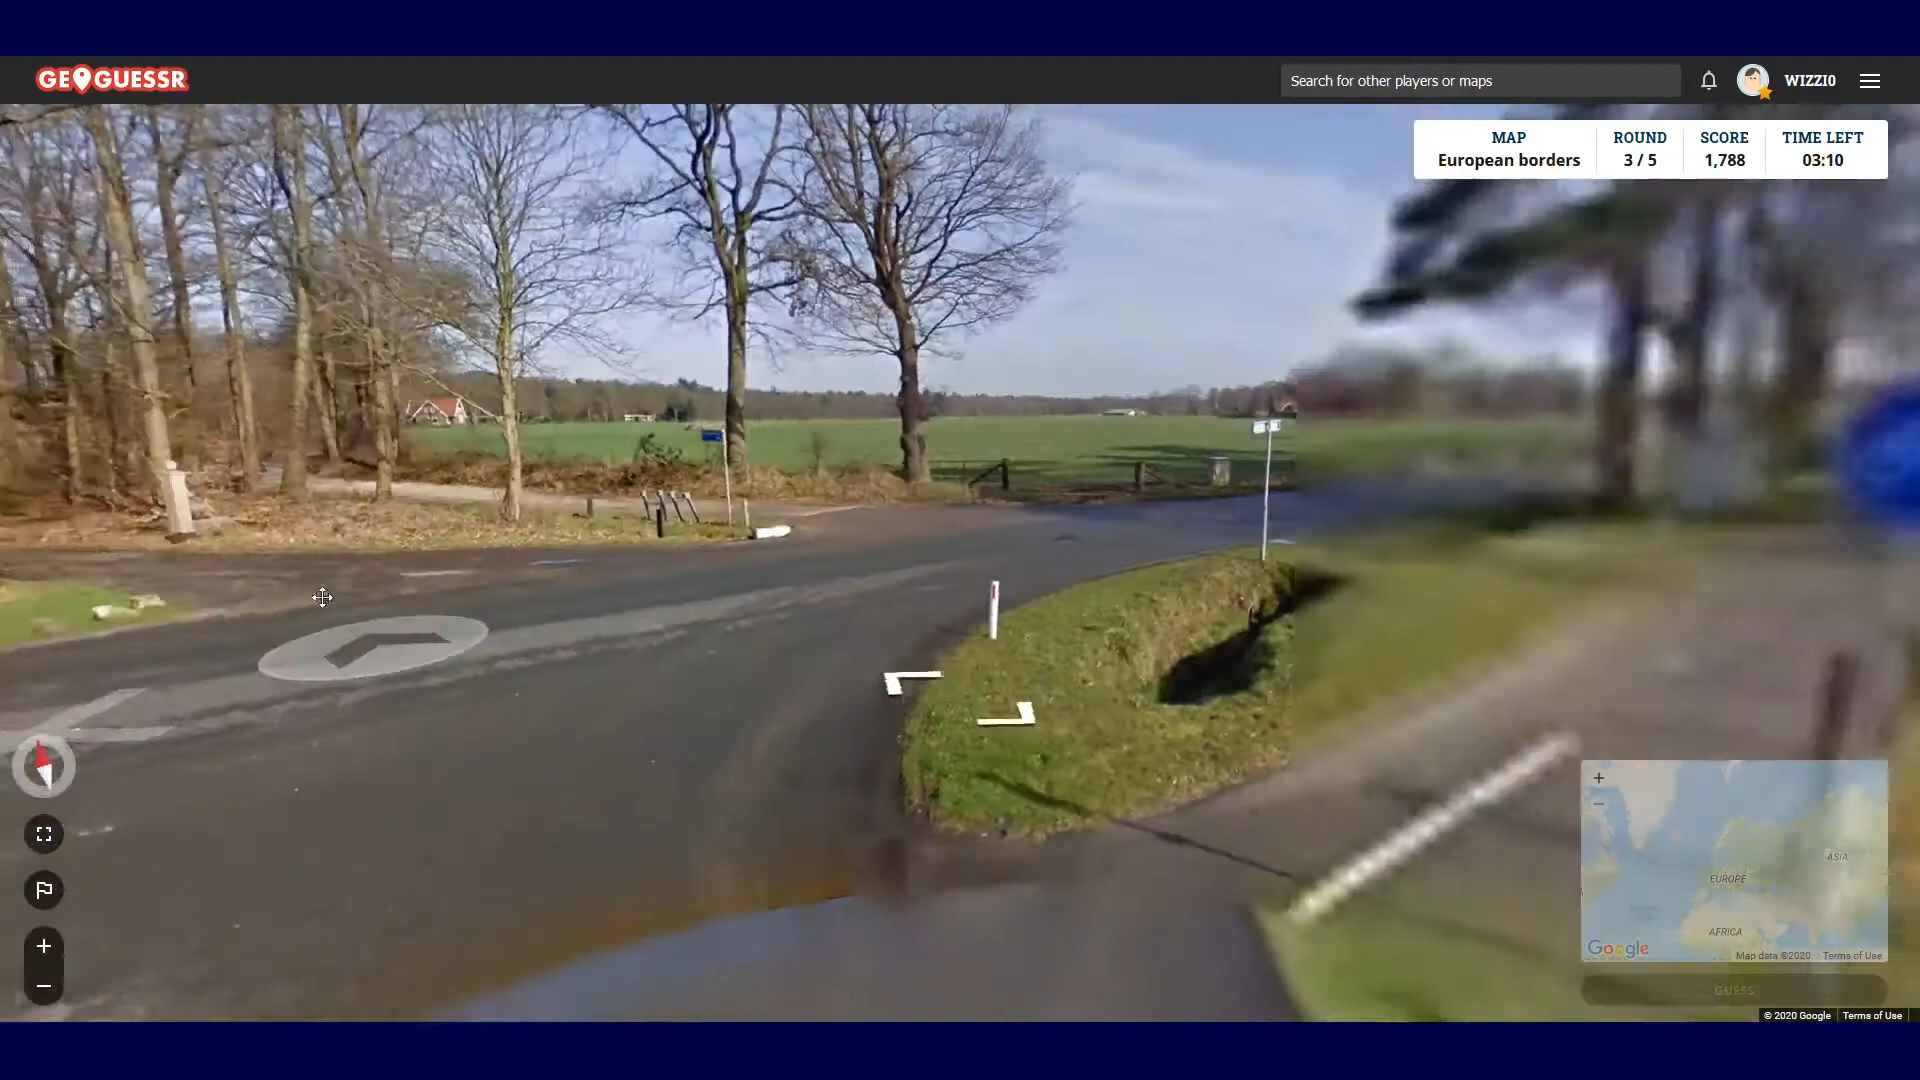 GEOGUESSR
Search for other players or maps
WIZZI0
MAP
European borders
ROUND
3 / 5
SCORE
1,788
TIME LEFT
03:10
ASIA
EUROPE
AFRICA
Google
Map data ©2020
Terms of Use
GUESS
© 2020 Google
Terms of Use